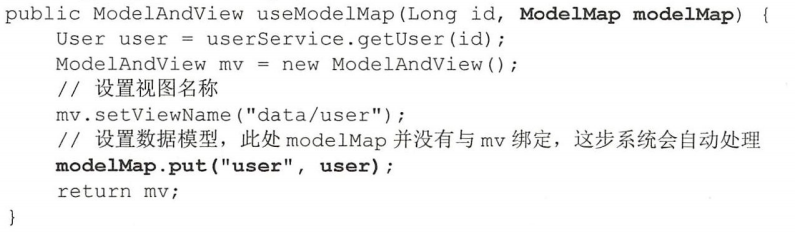 public ModelAndView useModelMap(Long id, ModelMap modelMap) {
    User user = userService.getUser(id);
    ModelAndView mv = new ModelAndView();
    // 设置视图名称
    mv.setViewName("data/user");
    // 设置数据模型，此处 modelMap 并没有与 mv 绑定，这步系统会自动处理
    modelMap.put("user", user);
    return mv;
}